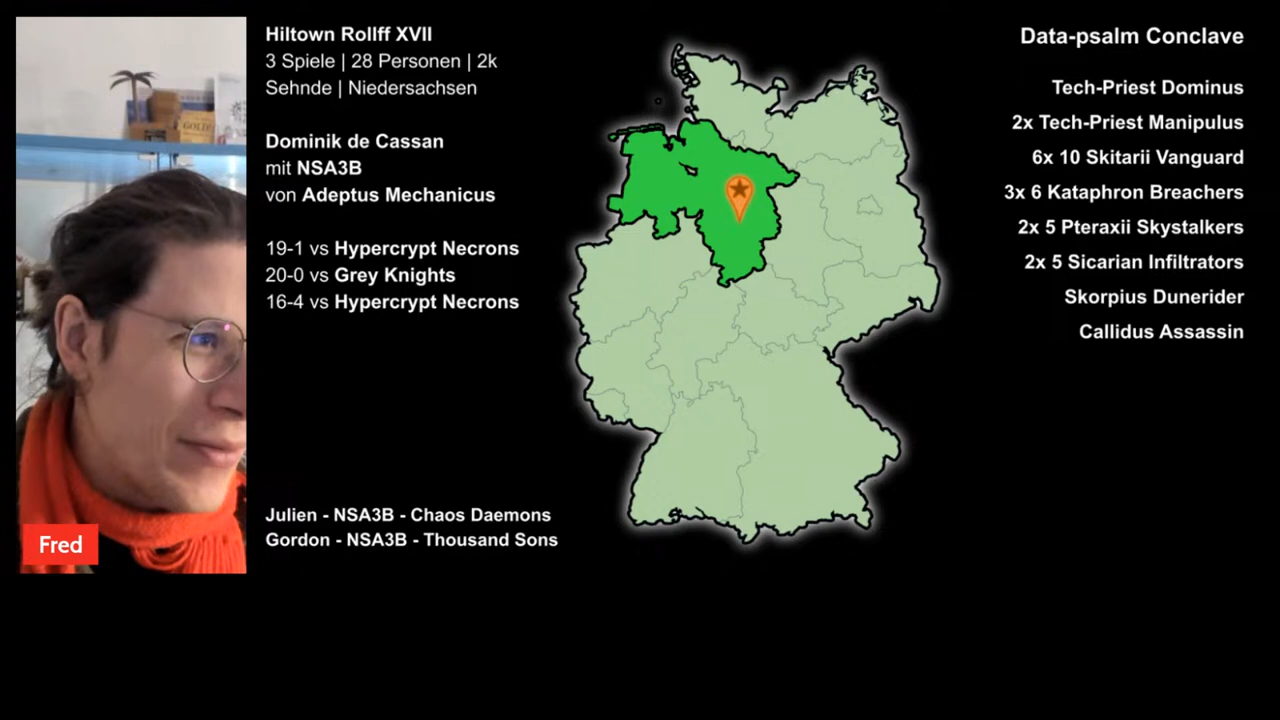 Hiltown Rollff XVII
3 Spiele | 28 Personen | 2k
Sehnde | Niedersachsen
Dominik de Cassan
mit NSA3B
von Adeptus Mechanicus
19-1 vs Hypercrypt Necrons
20-0 vs Grey Knights
16-4 vs Hypercrypt Necrons
Julien - NSA3B - Chaos Daemons
Gordon - NSA3B - Thousand Sons
Data-psalm Conclave
Tech-Priest Dominus
2x Tech-Priest Manipulus
6x 10 Skitarii Vanguard
3x 6 Kataphron Breachers
2x 5 Pteraxii Skystalkers
2x 5 Sicarian Infiltrators
Skorpius Dunerider
Callidus Assassin
GOLD!
Fred